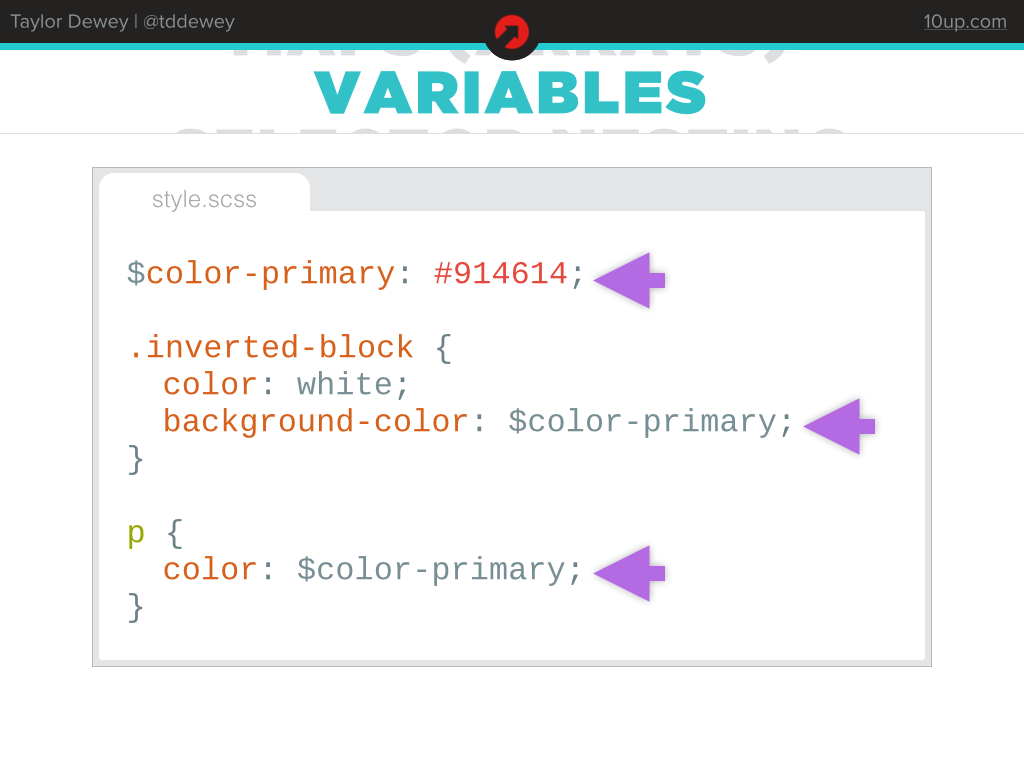 Taylor Dewey | @tddewey
10up.com
VARIABLES
style.scss
$color-primary: #914614;
.inverted-block {
color: white;
background-color: $color-primary;
}
p {
color: $color-primary;
}